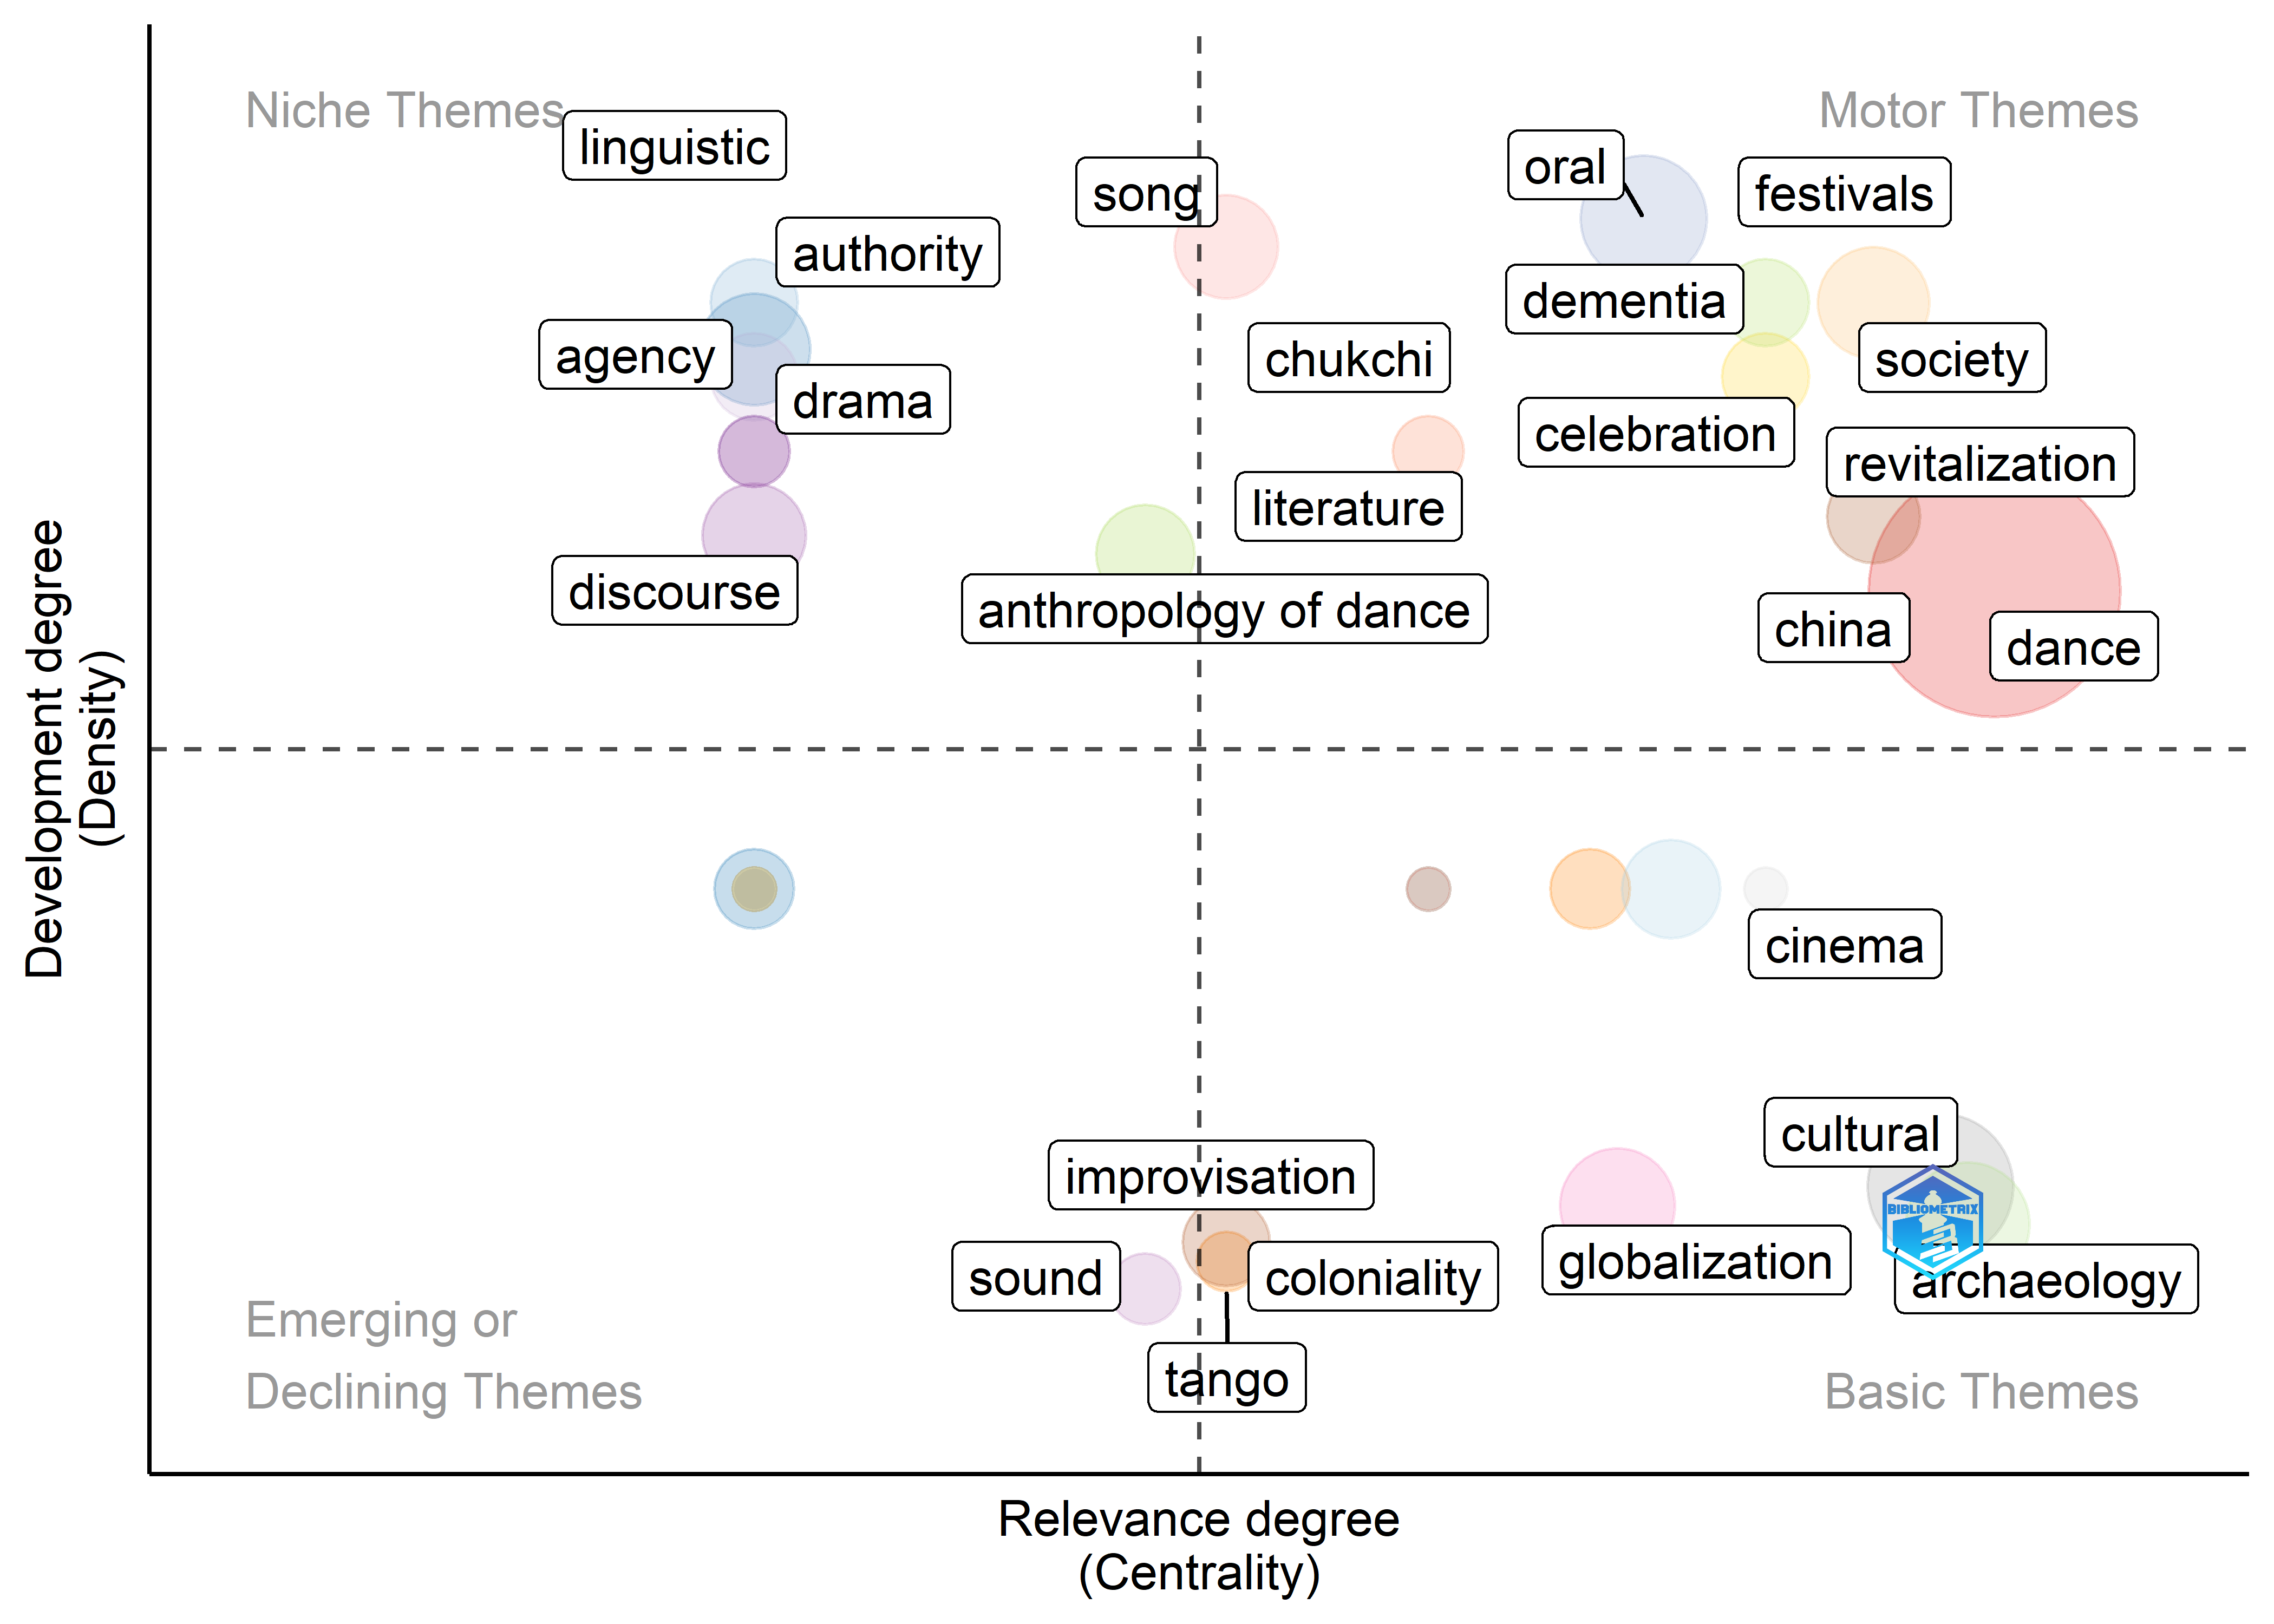 Niche Themes
Motor Themes
linguistic
song
oral
festivals
authority
dementia
agency
chukchi
society
drama
celebration
revitalization
literature
discourse
anthropology of dance
china
dance
Development degree
(Density)
cinema
cultural
improvisation
BIBLIOMETRIX
sound
coloniality
globalization
archaeology
Emerging or
Declining Themes
tango
Basic Themes
Relevance degree
(Centrality)